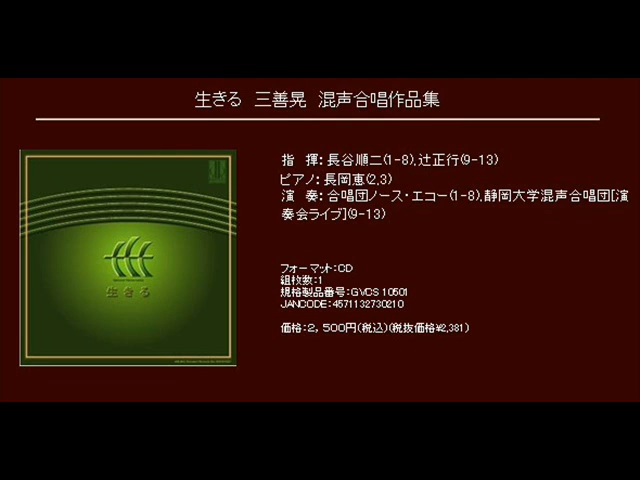 生きる 三善晃 混声合唱作品集
指 揮: 長谷順二(1-8),辻正行(9-13)
ピアノ: 長岡恵(2,3)
演 奏: 合唱団ノース・エコー(1-8),静岡大学混声合唱団[演
奏会ライブ](9-13)
フォーマット:CD
組枚数:1
規格製品番号:GVCS 10501
JANCODE:4571132730210
価格:2,500円(税込)(税抜価格¥2,381)
生きる